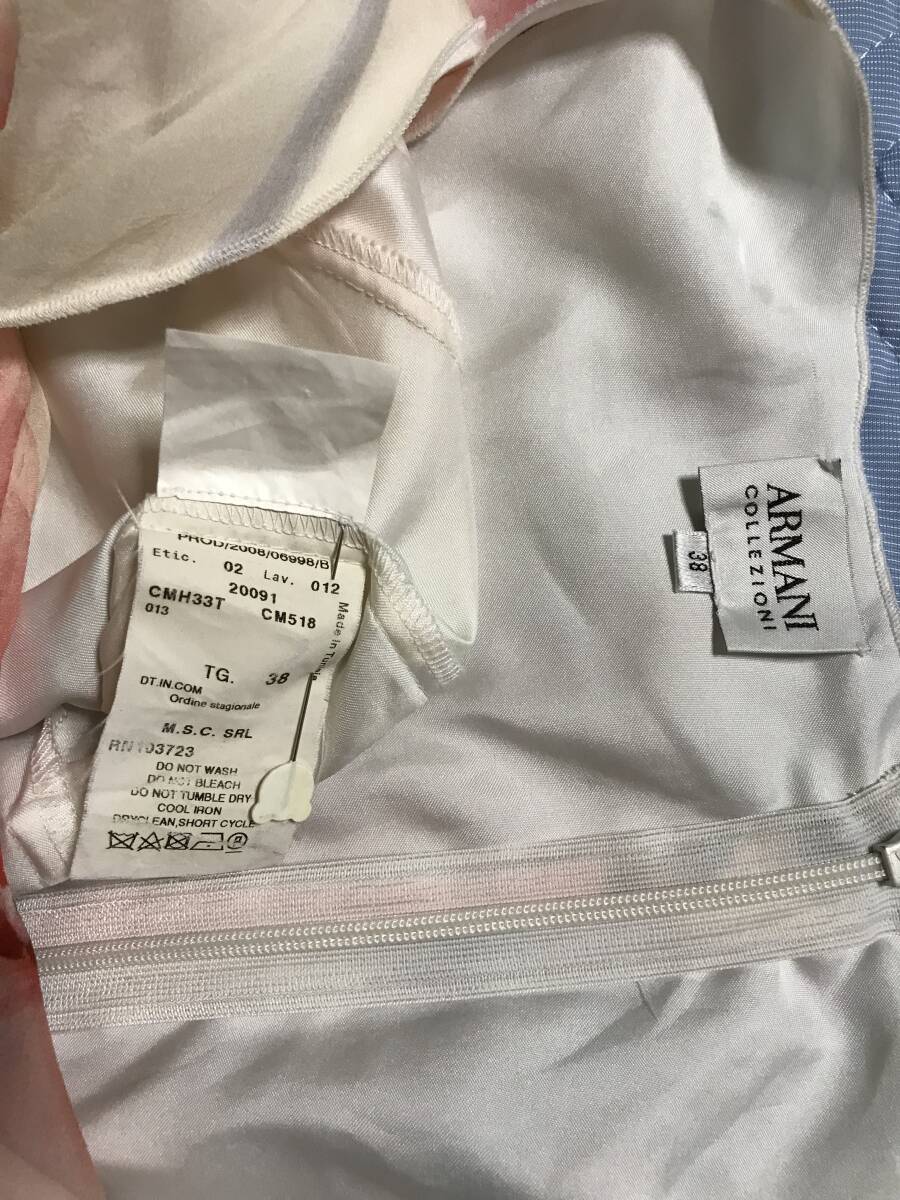 PROD/2008/06998/B
Etic. 02 Lav. 012
20091
CMH33T CM518
013
Made in
TG. 38
DT.IN.COM
Ordine stagionale
M.S.C. SRL
RN103723
DO NOT WASH
DO NOT BLEACH
DO NOT TUMBLE DRY
COOL IRON
DRYCLEAN,SHORT CYCLE
ARMANI
COLLEZIONI
38